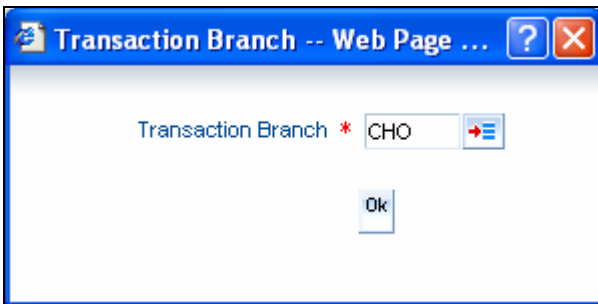 Transaction Branch -- Web Page ...
Transaction Branch * CHO
Ok